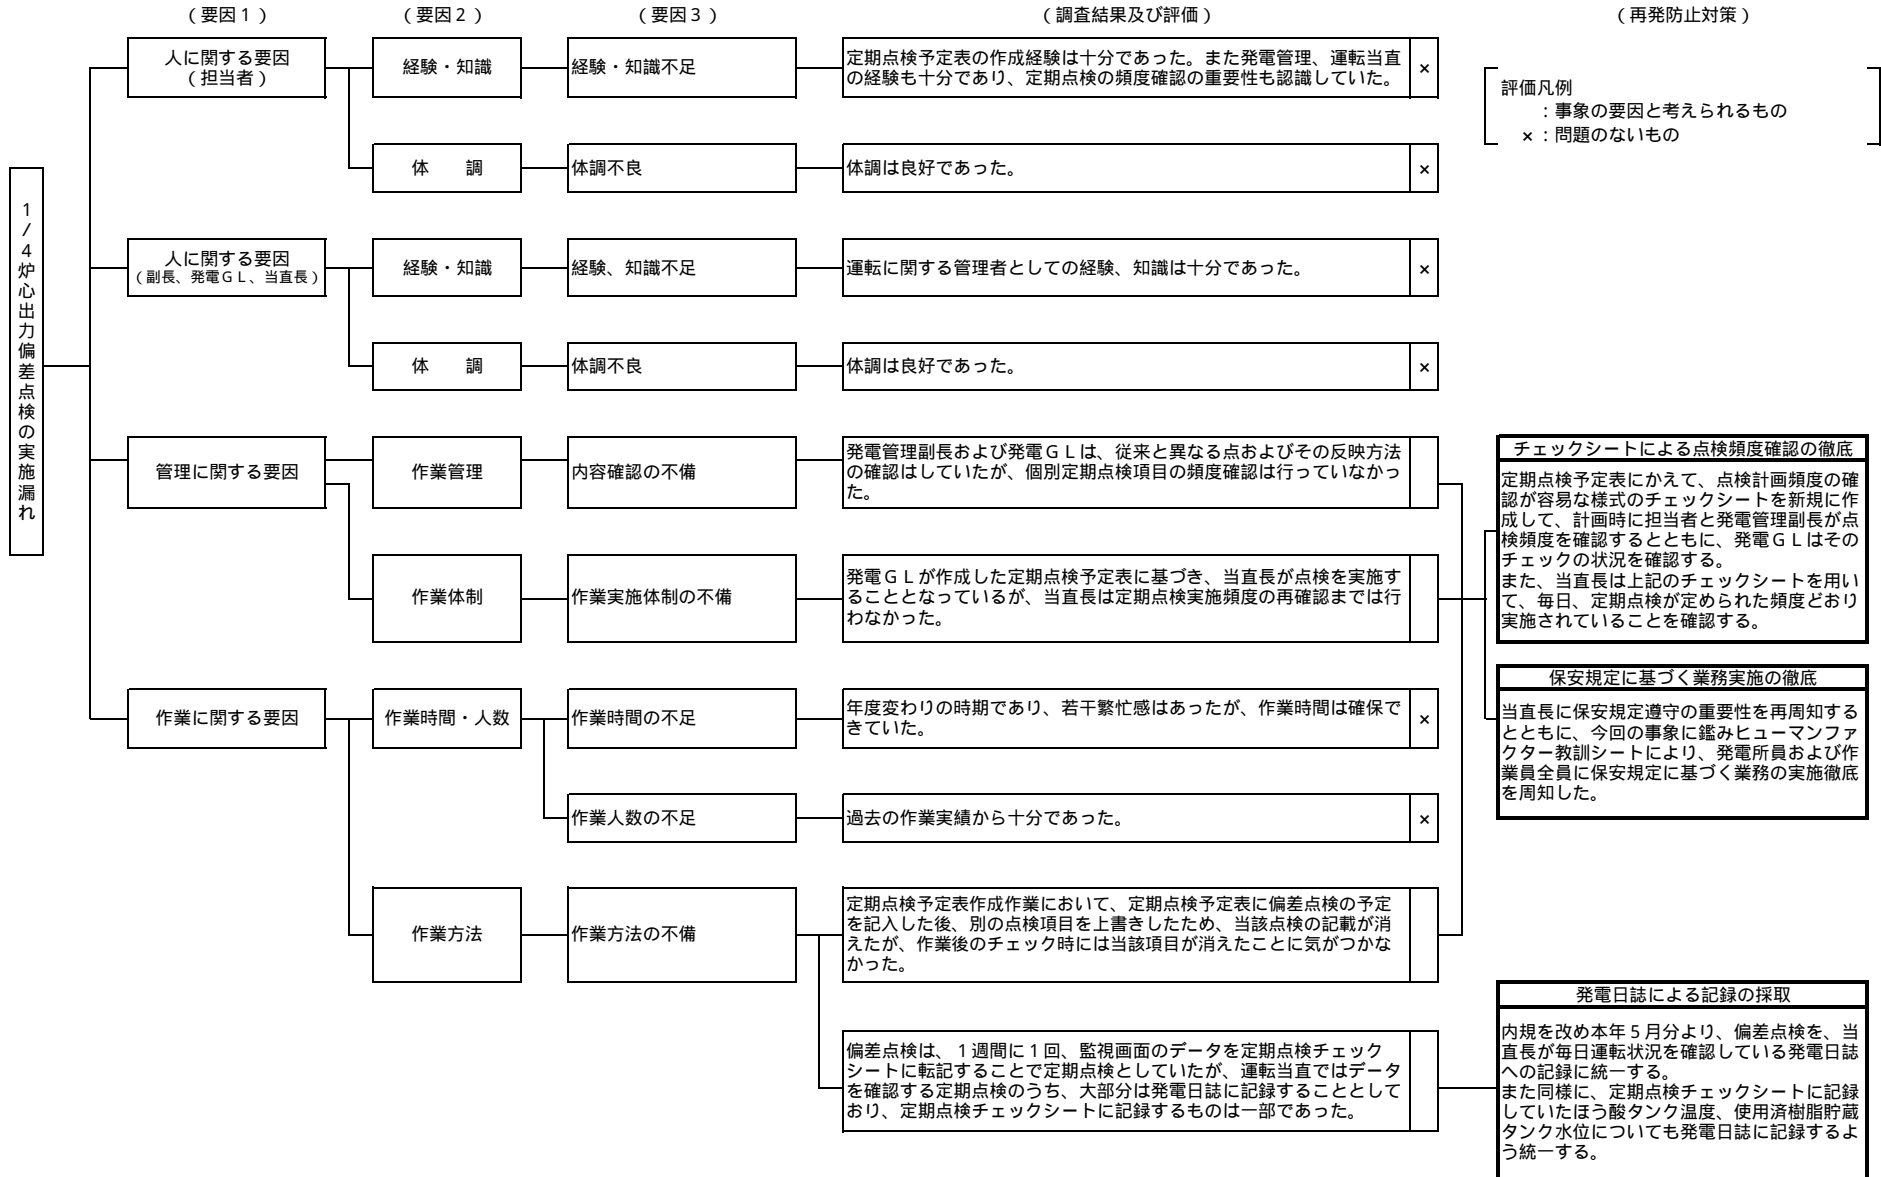 （要因１）
（要因２）
（要因３）
（調査結果及び評価）
（再発防止対策）
1/4炉心出力偏差点検の実施漏れ
人に関する要因
（担当者）
経験・知識
経験・知識不足
定期点検予定表の作成経験は十分であった。また発電管理、運転当直
の経験も十分であり、定期点検の頻度確認の重要性も認識していた。
×
評価凡例
：事象の要因と考えられるもの
×：問題のないもの
体　　調
体調不良
体調は良好であった。
×
人に関する要因
（副長、発電ＧＬ、当直長）
経験・知識
経験、知識不足
運転に関する管理者としての経験、知識は十分であった。
×
体　　調
体調不良
体調は良好であった。
×
管理に関する要因
作業管理
内容確認の不備
発電管理副長および発電ＧＬは、従来と異なる点およびその反映方法
の確認はしていたが、個別定期点検項目の頻度確認は行っていなかっ
た。
作業体制
作業実施体制の不備
発電ＧＬが作成した定期点検予定表に基づき、当直長が点検を実施す
ることとなっているが、当直長は定期点検実施頻度の再確認までは行
わなかった。
チェックシートによる点検頻度確認の徹底
定期点検予定表にかえて、点検計画頻度の確
認が容易な様式のチェックシートを新規に作
成して、計画時に担当者と発電管理副長が点
検頻度を確認するとともに、発電ＧＬはその
チェックの状況を確認する。
また、当直長は上記のチェックシートを用い
て、毎日、定期点検が定められた頻度どおり
実施されていることを確認する。
保安規定に基づく業務実施の徹底
当直長に保安規定遵守の重要性を再周知する
とともに、今回の事象に鑑みヒューマンファ
クター教訓シートにより、発電所員および作
業員全員に保安規定に基づく業務の実施徹底
を周知した。
作業に関する要因
作業時間・人数
作業時間の不足
年度変わりの時期であり、若干繁忙感はあったが、作業時間は確保で
きていた。
×
作業人数の不足
過去の作業実績から十分であった。
×
作業方法
作業方法の不備
定期点検予定表作成作業において、定期点検予定表に偏差点検の予定
を記入した後、別の点検項目を上書きしたため、当該点検の記載が消
えたが、作業後のチェック時には当該項目が消えたことに気がつかな
かった。
偏差点検は、１週間に１回、監視画面のデータを定期点検チェック
シートに転記することで定期点検としていたが、運転当直ではデータ
を確認する定期点検のうち、大部分は発電日誌に記録することとして
おり、定期点検チェックシートに記録するものは一部であった。
発電日誌による記録の採取
内規を改め本年５月分より、偏差点検を、当
直長が毎日運転状況を確認している発電日誌
への記録に統一する。
また同様に、定期点検チェックシートに記録
していたほう酸タンク温度、使用済樹脂貯蔵
タンク水位についても発電日誌に記録するよ
う統一する。